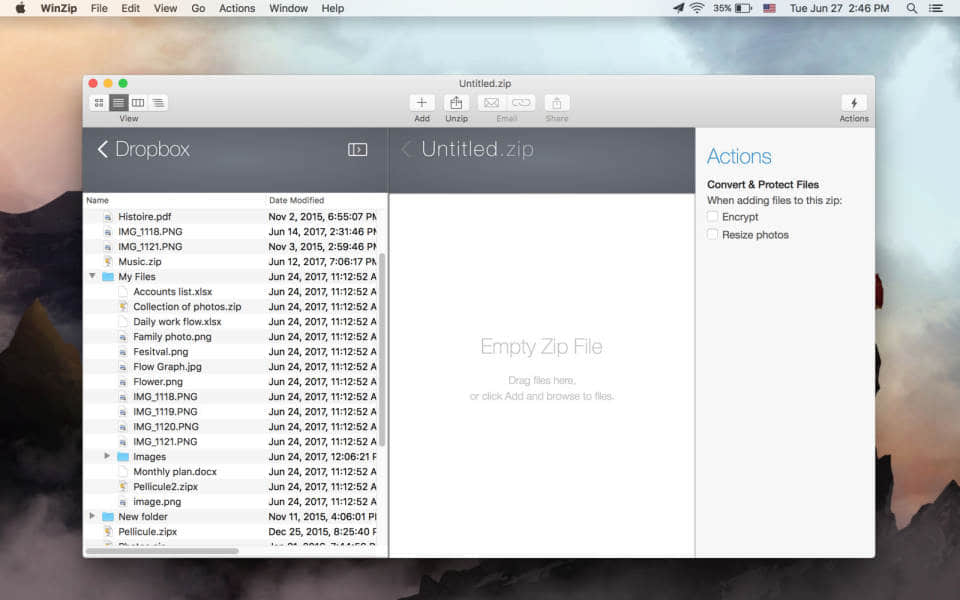 WinZip File Edit View Go Actions Window Help 35% Tue Jun 27 2:46 PM
Untitled.zip
View Add Unzip Email Share Actions
Dropbox
Untitled.zip
Name Date Modified
Histoire.pdf Nov 2, 2015, 6:55:07 PM
IMG_1118.PNG Jun 14, 2017, 2:31:46 PM
IMG_1121.PNG Nov 3, 2015, 2:59:46 PM
Music.zip Jun 12, 2017, 7:06:17 PM
My Files Jun 24, 2017, 11:12:52 A
Accounts list.xlsx Jun 24, 2017, 11:12:52 A
Collection of photos.zip Jun 24, 2017, 11:12:52 A
Daily work flow.xlsx Jun 24, 2017, 11:12:52 A
Family photo.png Jun 24, 2017, 11:12:52 A
Fesitval.png Jun 24, 2017, 11:12:52 A
Flow Graph.jpg Jun 24, 2017, 11:12:52 A
Flower.png Jun 24, 2017, 11:12:52 A
IMG_1118.PNG Jun 24, 2017, 11:12:52 A
IMG_1119.PNG Jun 24, 2017, 11:12:52 A
IMG_1120.PNG Jun 24, 2017, 11:12:52 A
IMG_1121.PNG Jun 24, 2017, 11:12:52 A
Images Jun 24, 2017, 12:06:21 P
Monthly plan.docx Jun 24, 2017, 11:12:52 A
Pellicule2.zipx Jun 24, 2017, 11:12:52 A
image.png Jun 24, 2017, 11:12:52 A
New folder Nov 11, 2015, 4:06:01 PM
Pellicule.zipx Dec 25, 2015, 8:25:40 P
Empty Zip File
Drag files here,
or click Add and browse to files.
Actions
Convert & Protect Files
When adding files to this zip:
Encrypt
Resize photos